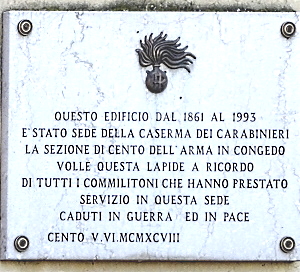 QUESTO EDIFICIO DAL 1861 AL 1993
E' STATO SEDE DELLA CASERMA DEI CARABINIERI
LA SEZIONE DI CENTO DELL'ARMA IN CONGEDO
VOLLE QUESTA LAPIDE A RICORDO
DI TUTTI I COMMILITONI CHE HANNO PRESTATO
SERVIZIO IN QUESTA SEDE
CADUTI IN GUERRA ED IN PACE
CENTO V.VI.MCMXCVIII